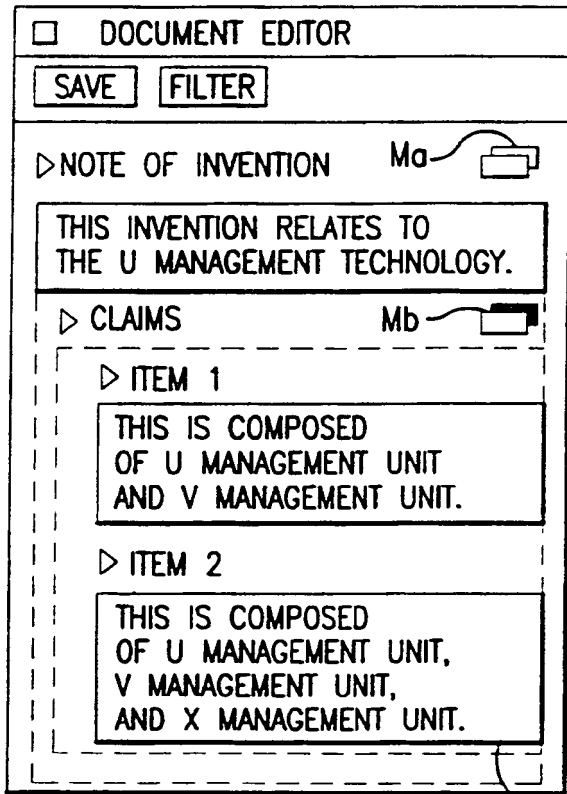 DOCUMENT EDITOR
SAVE FILTER
NOTE OF INVENTION Ma
THIS INVENTION RELATES TO
THE U MANAGEMENT TECHNOLOGY.
CLAIMS Mb
ITEM 1
THIS IS COMPOSED
OF U MANAGEMENT UNIT
AND V MANAGEMENT UNIT.
ITEM 2
THIS IS COMPOSED
OF U MANAGEMENT UNIT,
V MANAGEMENT UNIT,
AND X MANAGEMENT UNIT.